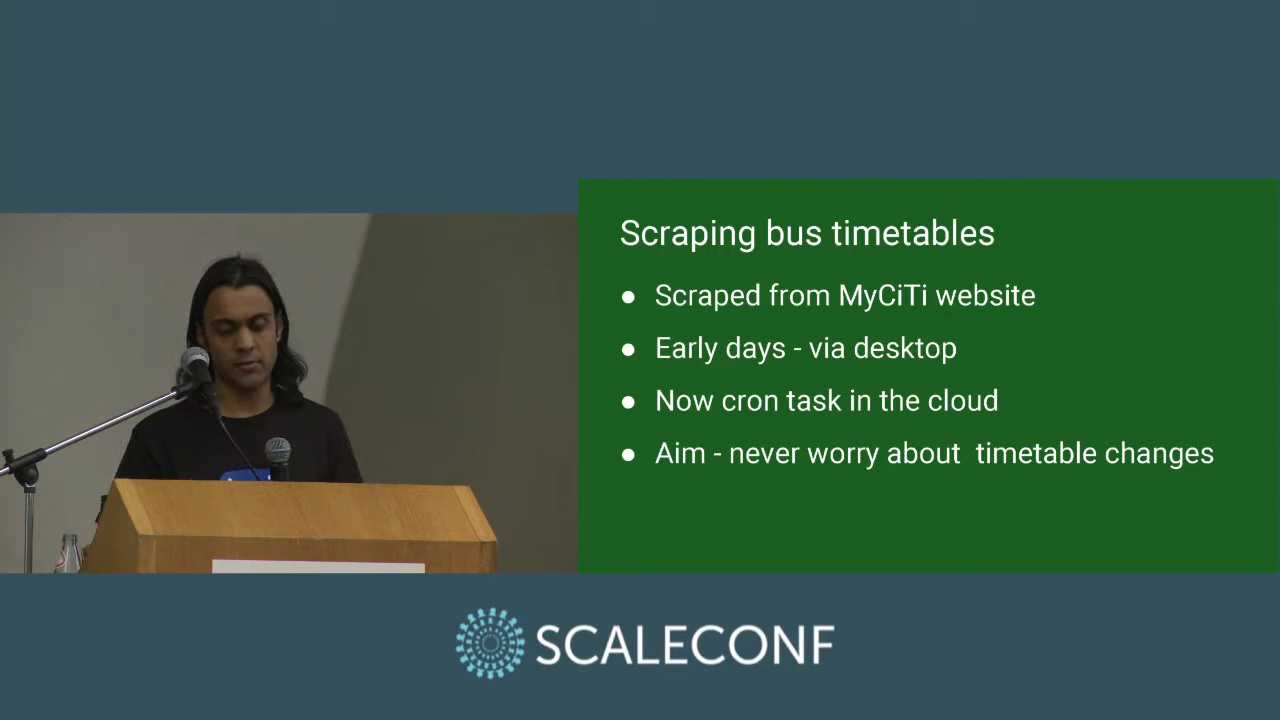 Scraping bus timetables
● Scraped from MyCiTi website
● Early days - via desktop
● Now cron task in the cloud
● Aim - never worry about  timetable changes
SCALECONF